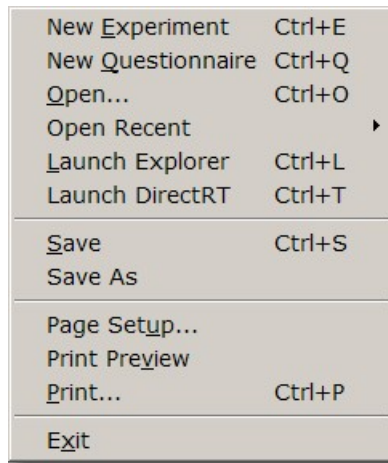 New Experiment Ctrl+E
New Questionnaire Ctrl+Q
Open... Ctrl+O
Open Recent
Launch Explorer Ctrl+L
Launch DirectRT Ctrl+T
Save Ctrl+S
Save As
Page Setup...
Print Preview
Print... Ctrl+P
Exit